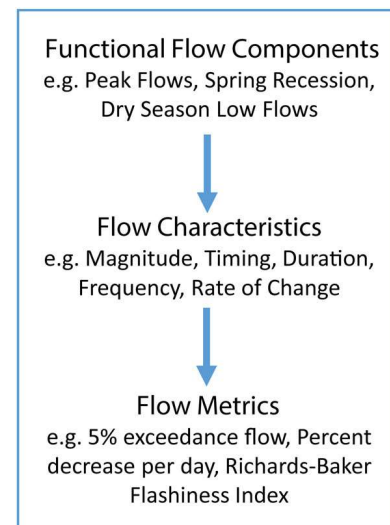 Functional Flow Components
e.g. Peak Flows, Spring Recession,
Dry Season Low Flows
Flow Characteristics
e.g. Magnitude, Timing, Duration,
Frequency, Rate of Change
Flow Metrics
e.g. 5% exceedance flow, Percent
decrease per day, Richards-Baker
Flashiness Index